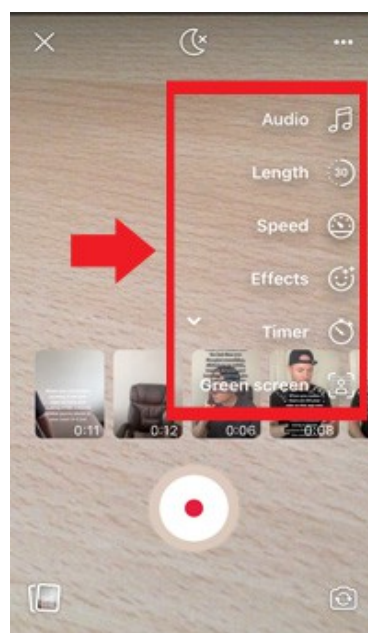 Audio
Length
30
Speed
Effects
Timer
Green screen
0:11
0:12
0:06
0:08